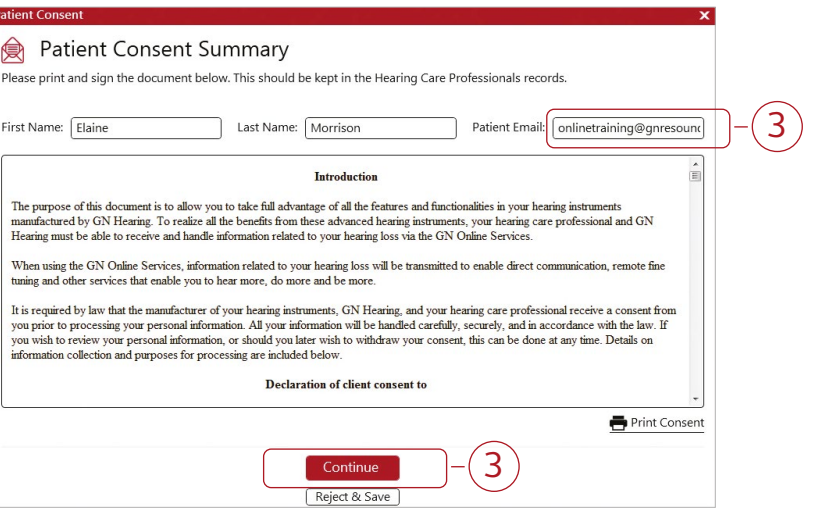 Patient Consent
Patient Consent Summary
Please print and sign the document below. This should be kept in the Hearing Care Professionals records.
First Name: Elaine Last Name: Morrison Patient Email: onlinetraining@gnresound
3
Introduction
The purpose of this document is to allow you to take full advantage of all the features and functionalities in your hearing instruments
manufactured by GN Hearing. To realize all the benefits from these advanced hearing instruments, your hearing care professional and GN
Hearing must be able to receive and handle information related to your hearing loss via the GN Online Services.
When using the GN Online Services, information related to your hearing loss will be transmitted to enable direct communication, remote fine
tuning and other services that enable you to hear more, do more and be more.
It is required by law that the manufacturer of your hearing instruments, GN Hearing, and your hearing care professional receive a consent from
you prior to processing your personal information. All your information will be handled carefully, securely, and in accordance with the law. If
you wish to review your personal information, or should you later wish to withdraw your consent, this can be done at any time. Details on
information collection and purposes for processing are included below.
Declaration of client consent to
Print Consent
Continue
3
Reject & Save